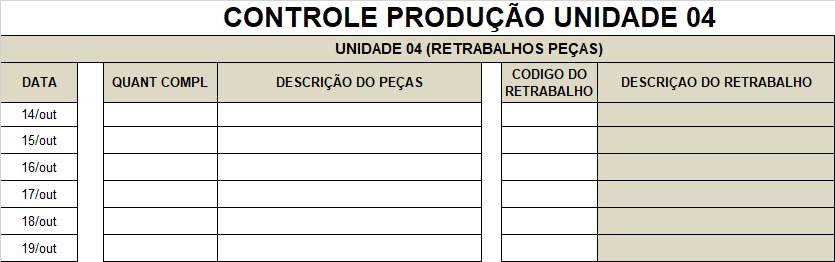 CONTROLE PRODUÇÃO UNIDADE 04
UNIDADE 04 (RETRABALHOS PEÇAS)
DATA QUANT COMPL DESCRIÇÃO DO PEÇAS CODIGO DO RETRABALHO DESCRIÇAO DO RETRABALHO
14/out
15/out
16/out
17/out
18/out
19/out